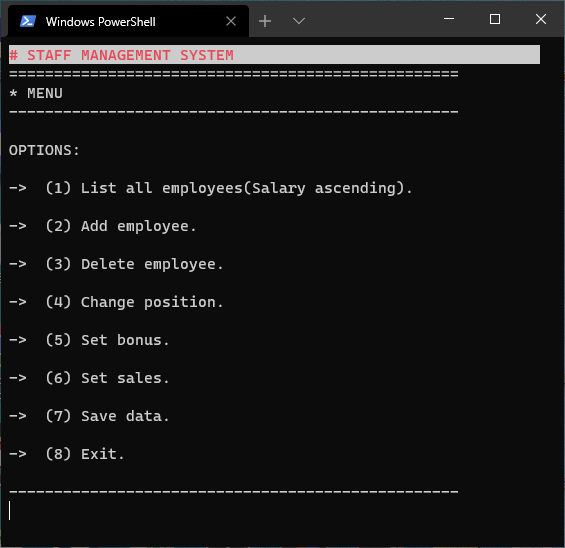 Windows PowerShell
# STAFF MANAGEMENT SYSTEM
==================================================
* MENU
--------------------------------------------------
OPTIONS:
-> (1) List all employees(Salary ascending).
-> (2) Add employee.
-> (3) Delete employee.
-> (4) Change position.
-> (5) Set bonus.
-> (6) Set sales.
-> (7) Save data.
-> (8) Exit.
--------------------------------------------------